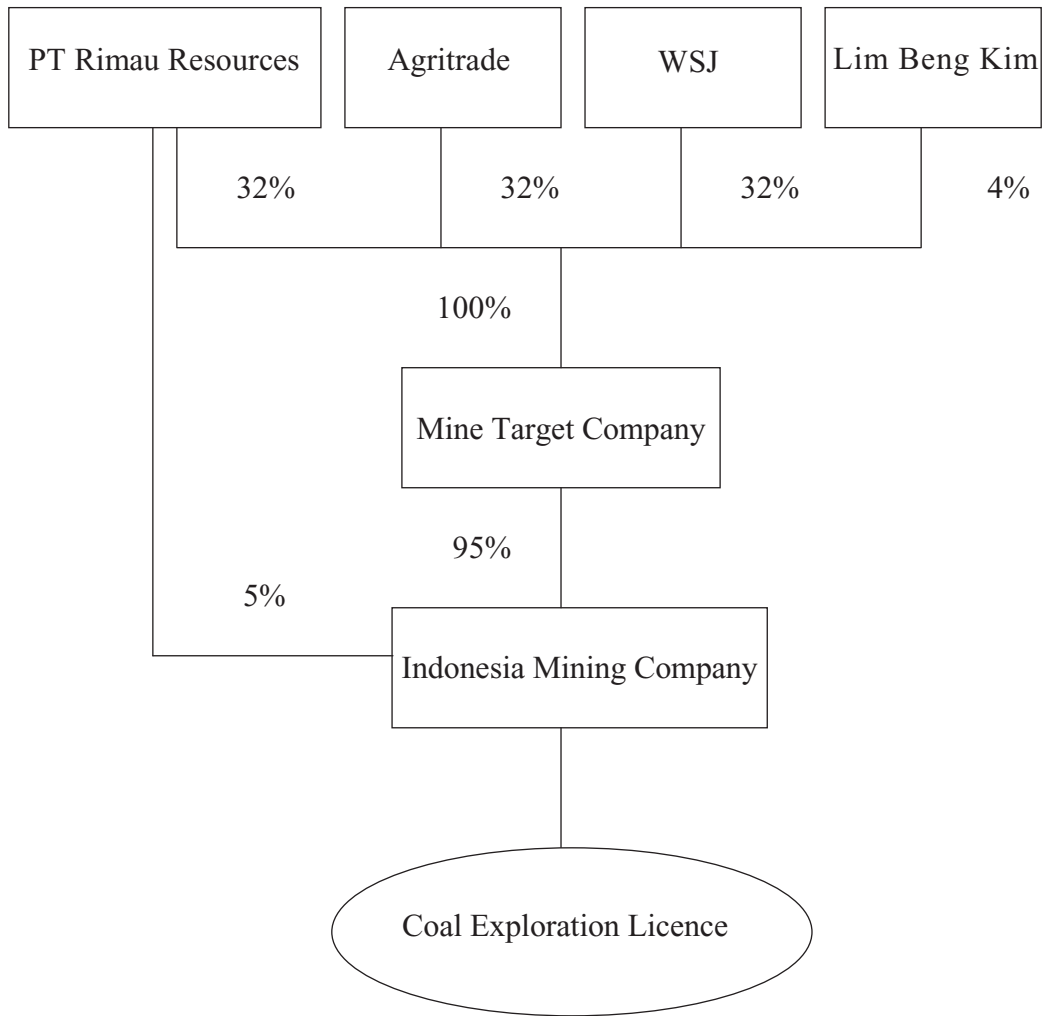 PT Rimau Resources
Agritrade
WSJ
Lim Beng Kim
32%
32%
32%
4%
100%
Mine Target Company
95%
5%
Indonesia Mining Company
Coal Exploration Licence